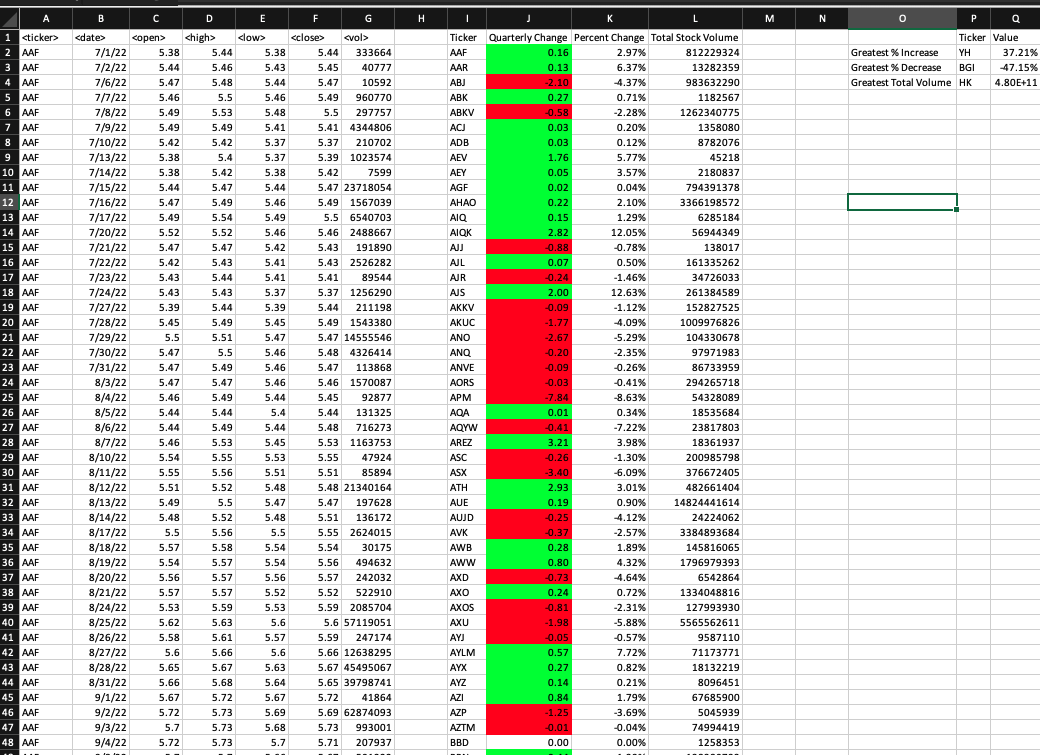 A B C D E F G H I J K L M N O P Q
1 <ticker> <date> <open> <high> <low> <close> <vol> Ticker Quarterly Change Percent Change Total Stock Volume Ticker Value
2 AAF 7/1/22 5.38 5.44 5.38 5.44 333664 AAF 0.16 2.97% 812229324 Greatest % Increase YH 37.21%
3 AAF 7/2/22 5.44 5.46 5.43 5.45 40777 AAR 0.13 6.37% 13282359 Greatest % Decrease BGI -47.15%
4 AAF 7/6/22 5.47 5.48 5.44 5.47 10592 ABJ -2.10 -4.37% 983632290 Greatest Total Volume HK 4.80E+11
5 AAF 7/7/22 5.46 5.5 5.46 5.49 960770 ABK 0.27 0.71% 1182567
6 AAF 7/8/22 5.49 5.53 5.48 5.5 297757 ABKV -0.58 -2.28% 1262340775
7 AAF 7/9/22 5.49 5.49 5.41 5.41 4344806 ACJ 0.03 0.20% 1358080
8 AAF 7/10/22 5.42 5.42 5.37 5.37 210702 ADB 0.03 0.12% 8782076
9 AAF 7/13/22 5.38 5.4 5.37 5.39 1023574 AEV 1.76 5.77% 45218
10 AAF 7/14/22 5.38 5.42 5.38 5.42 7599 AEY 0.05 3.57% 2180837
11 AAF 7/15/22 5.44 5.47 5.44 5.47 23718054 AGF 0.02 0.04% 794391378
12 AAF 7/16/22 5.47 5.49 5.46 5.49 1567039 AHAO 0.22 2.10% 3366198572
13 AAF 7/17/22 5.49 5.54 5.49 5.5 6540703 AIQ 0.15 1.29% 6285184
14 AAF 7/20/22 5.52 5.52 5.46 5.46 2488667 AIQK 2.82 12.05% 56944349
15 AAF 7/21/22 5.47 5.47 5.42 5.43 191890 AJJ -0.88 -0.78% 138017
16 AAF 7/22/22 5.42 5.43 5.41 5.43 2526282 AJL 0.07 0.50% 161335262
17 AAF 7/23/22 5.43 5.44 5.41 5.41 89544 AJR -0.24 -1.46% 34726033
18 AAF 7/24/22 5.43 5.43 5.37 5.37 1256290 AJS 2.00 12.63% 261384589
19 AAF 7/27/22 5.39 5.44 5.39 5.44 211198 AKKV -0.09 -1.12% 152827525
20 AAF 7/28/22 5.45 5.49 5.45 5.49 1543380 AKUC -1.77 -4.09% 1009976826
21 AAF 7/29/22 5.5 5.51 5.47 5.47 14555546 ANO -2.67 -5.29% 104330678
22 AAF 7/30/22 5.47 5.5 5.46 5.48 4326414 ANQ -0.20 -2.35% 97971983
23 AAF 7/31/22 5.47 5.49 5.46 5.47 113868 ANVE -0.09 -0.26% 86733959
24 AAF 8/3/22 5.47 5.47 5.46 5.46 1570087 AORS -0.03 -0.41% 294265718
25 AAF 8/4/22 5.46 5.49 5.44 5.45 92877 APM -7.84 -8.63% 54328089
26 AAF 8/5/22 5.44 5.44 5.4 5.44 131325 AQA 0.01 0.34% 18535684
27 AAF 8/6/22 5.44 5.49 5.44 5.48 716273 AQYW -0.41 -7.22% 23817803
28 AAF 8/7/22 5.46 5.53 5.45 5.53 1163753 AREZ 3.21 3.98% 18361937
29 AAF 8/10/22 5.54 5.55 5.53 5.55 47924 ASC -0.26 -1.30% 200985798
30 AAF 8/11/22 5.55 5.56 5.51 5.51 85894 ASX -3.40 -6.09% 376672405
31 AAF 8/12/22 5.51 5.52 5.48 5.48 21340164 ATH 2.93 3.01% 482661404
32 AAF 8/13/22 5.49 5.5 5.47 5.47 197628 AUE 0.19 0.90% 14824441614
33 AAF 8/14/22 5.48 5.52 5.48 5.51 136172 AUJD -0.25 -4.12% 24224062
34 AAF 8/17/22 5.5 5.56 5.5 5.55 2624015 AVK -0.37 -2.57% 3384893684
35 AAF 8/18/22 5.57 5.58 5.54 5.54 30175 AWB 0.28 1.89% 145816065
36 AAF 8/19/22 5.54 5.57 5.54 5.56 494632 AWW 0.80 4.32% 1796979393
37 AAF 8/20/22 5.56 5.57 5.56 5.57 242032 AXD -0.73 -4.64% 6542864
38 AAF 8/21/22 5.57 5.57 5.52 5.52 522910 AXO 0.24 0.72% 1334048816
39 AAF 8/24/22 5.53 5.59 5.53 5.59 2085704 AXOS -0.81 -2.31% 127993930
40 AAF 8/25/22 5.62 5.63 5.6 5.6 57119051 AXU -1.98 -5.88% 5565562611
41 AAF 8/26/22 5.58 5.61 5.57 5.59 247174 AYJ -0.05 -0.57% 9587110
42 AAF 8/27/22 5.6 5.66 5.6 5.66 12638295 AYLM 0.57 7.72% 71173771
43 AAF 8/28/22 5.65 5.67 5.63 5.67 45495067 AYX 0.27 0.82% 18132219
44 AAF 8/31/22 5.66 5.68 5.64 5.65 39798741 AYZ 0.14 0.21% 8096451
45 AAF 9/1/22 5.67 5.72 5.67 5.72 41864 AZI 0.84 1.79% 67685900
46 AAF 9/2/22 5.72 5.73 5.69 5.69 62874093 AZP -1.25 -3.69% 5045939
47 AAF 9/3/22 5.7 5.73 5.68 5.73 993001 AZTM -0.01 -0.04% 74994419
48 AAF 9/4/22 5.72 5.73 5.7 5.71 207937 BBD 0.00 0.00% 1258353